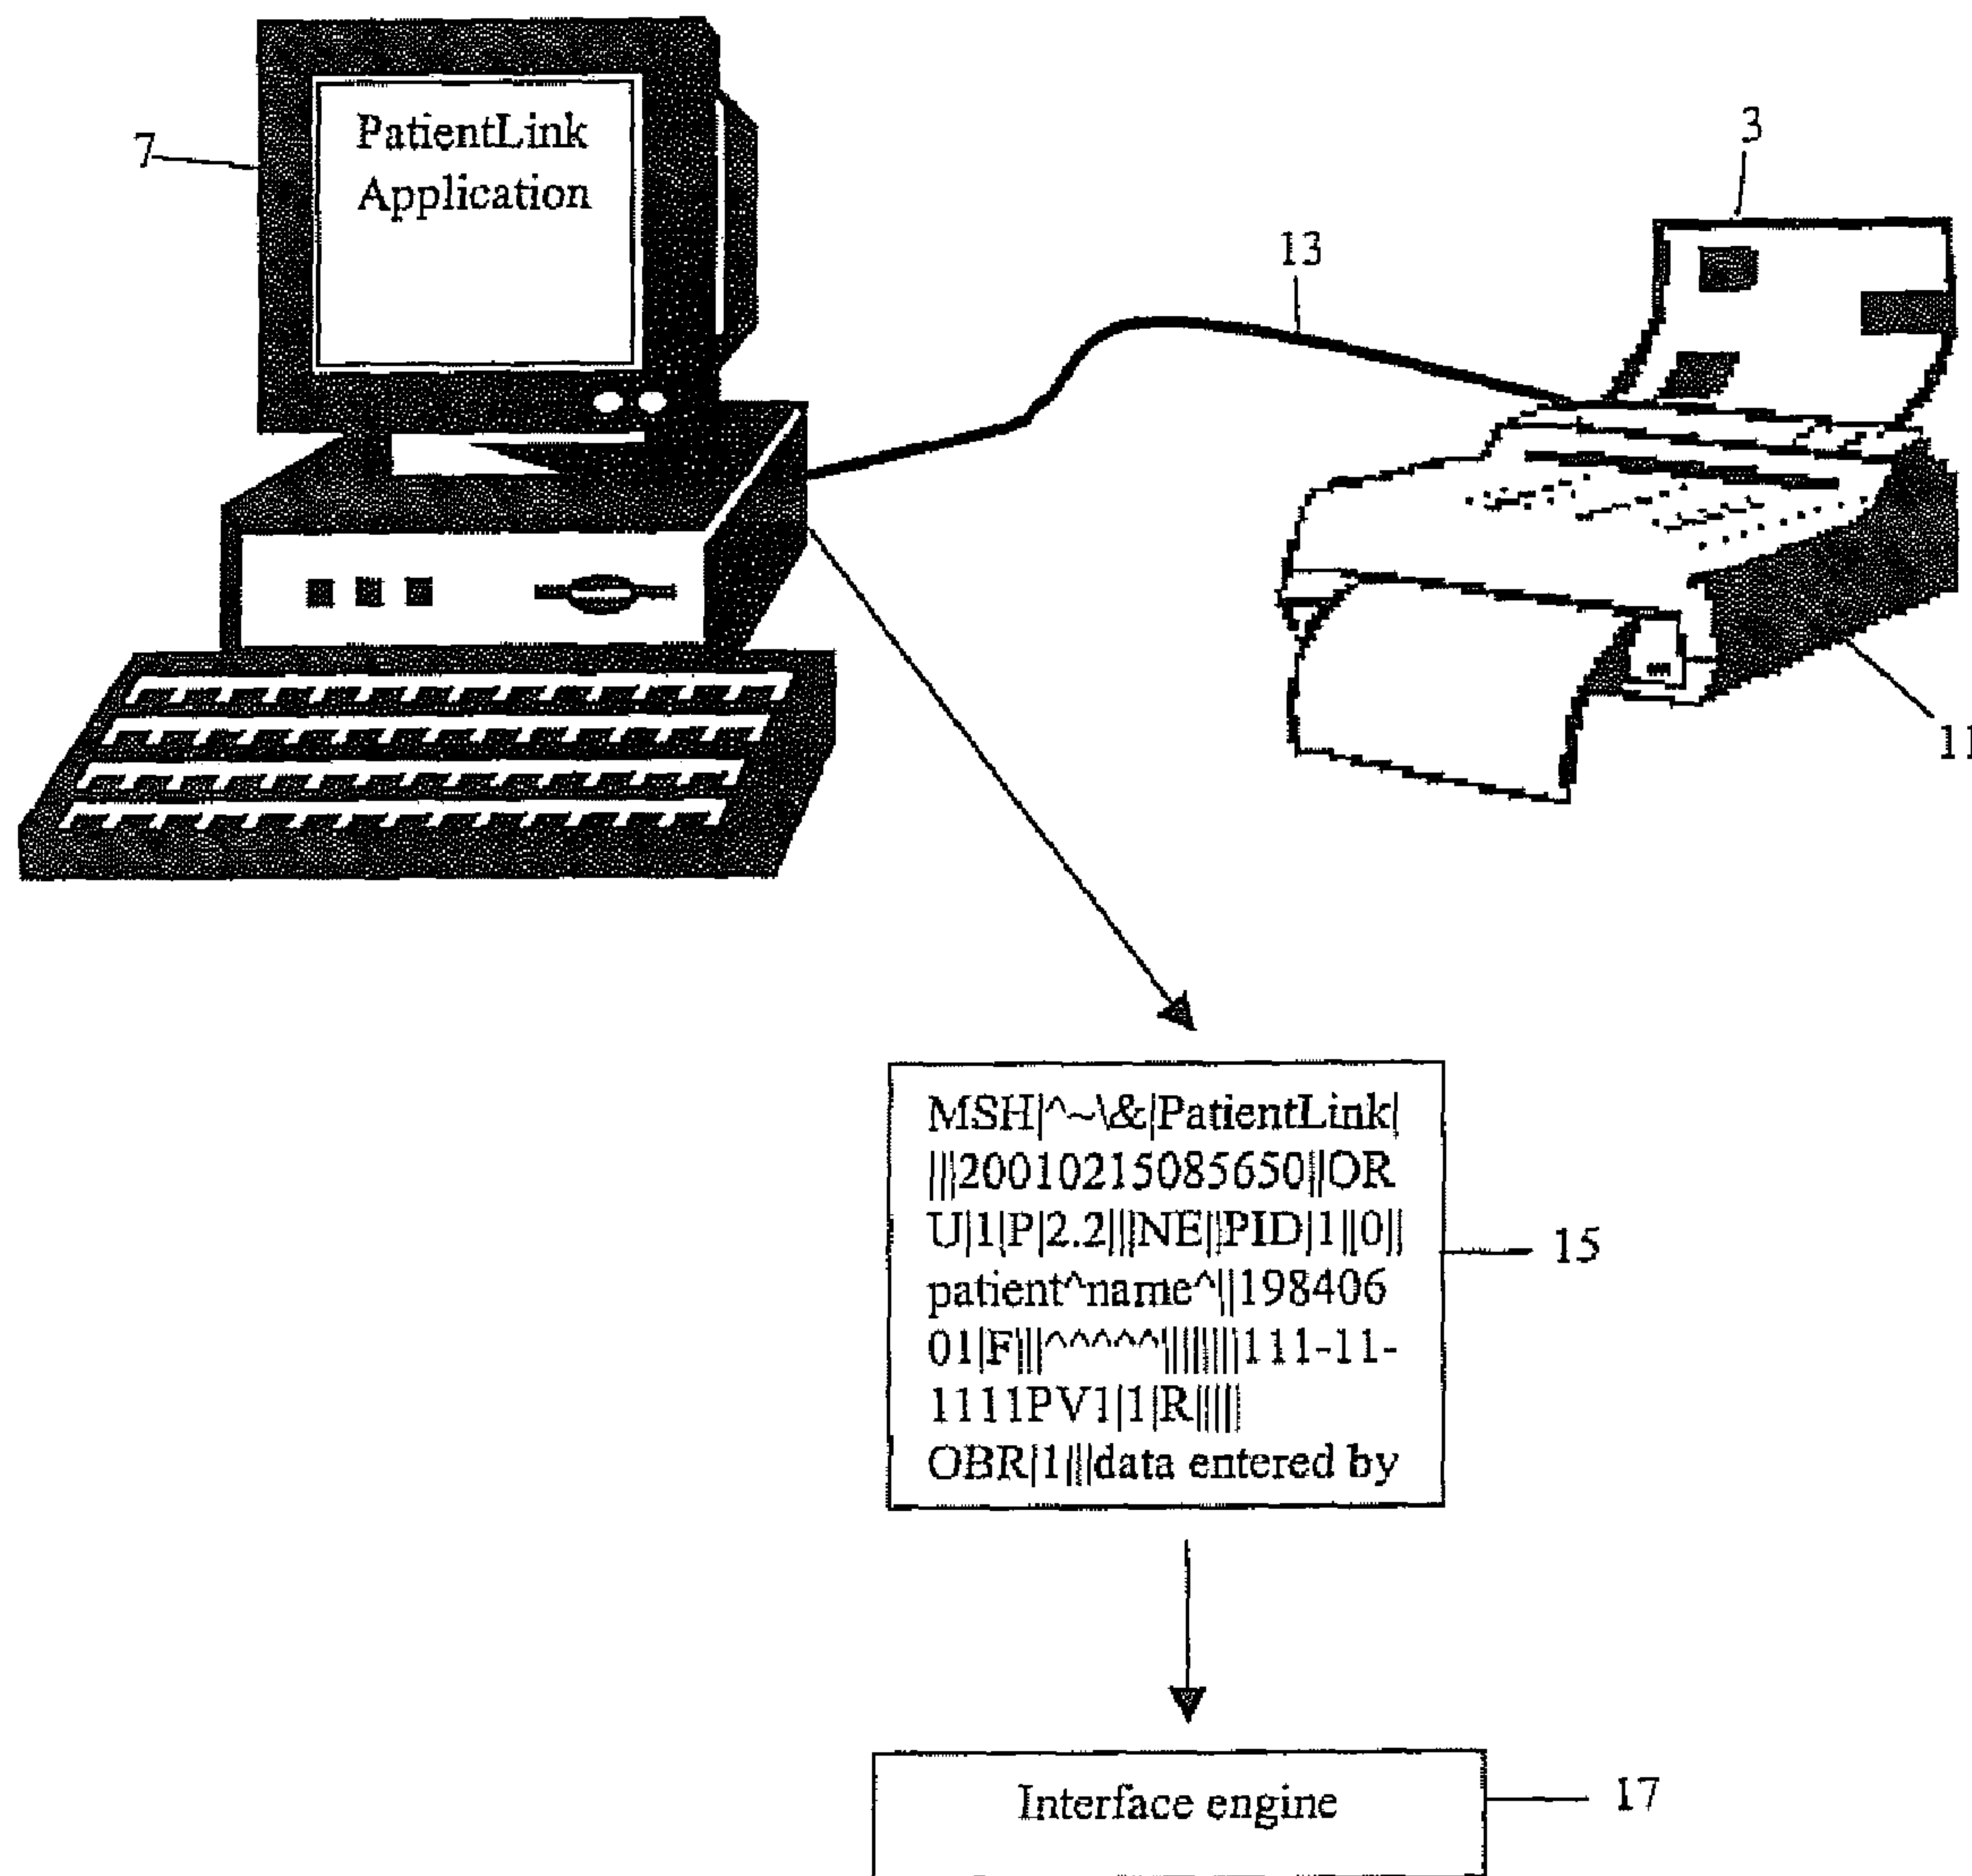 PatientLink
Application
7
3
13
11
MSH|^~\&|PatientLink|
|||20010215085650||OR
U|1|P|2.2|||NE||PID|1||0||
patient^name^||198406
01|F|||^^^^^^||||||||111-11-
1111PV1|1|R|||||
OBR|1|||data entered by
15
Interface engine
17